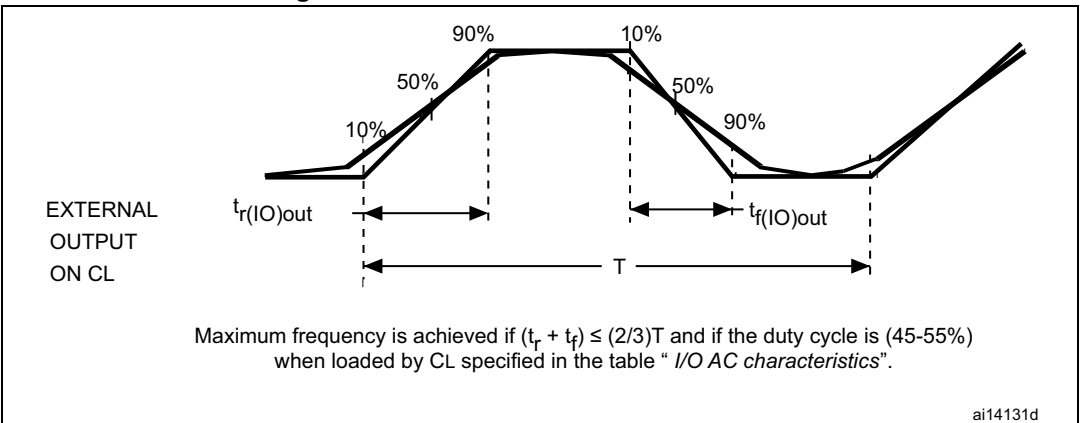 90%
10%
50%
50%
10%
90%
EXTERNAL
OUTPUT
ON CL
tr(IO)out
tf(IO)out
T
Maximum frequency is achieved if (tr + tf) ≤ (2/3)T and if the duty cycle is (45-55%)
when loaded by CL specified in the table “ I/O AC characteristics”.
ai14131d